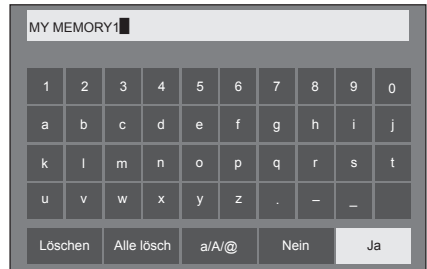 MY MEMORY1
1 2 3 4 5 6 7 8 9 0
a b c d e f g h i j
k l m n o p q r s t
u v w x y z . – _
Löschen Alle lösch a/A/@ Nein Ja